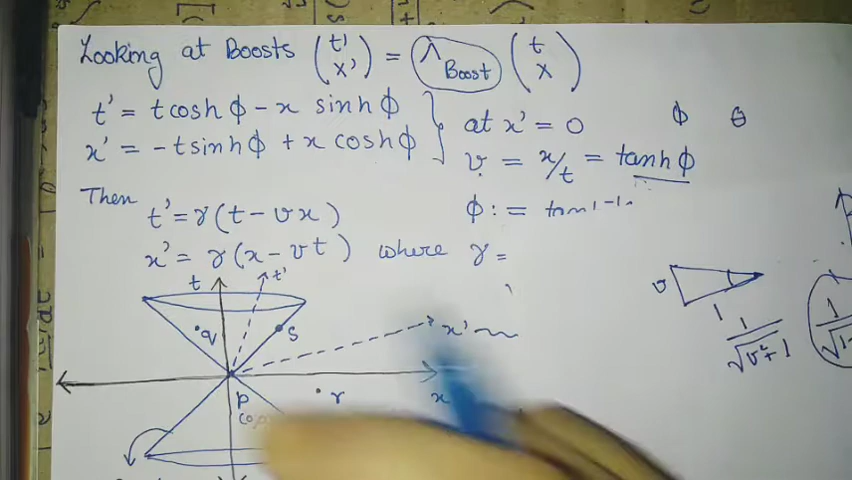 Looking at Boosts (t' x') = Λ Boost (t x)
t' = t cosh ϕ - x sinh ϕ
x' = -t sinh ϕ + x cosh ϕ
at x' = 0
ϕ θ
v = x/t = tanh ϕ
Then
t' = γ(t - vx)
ϕ :=
x' = γ(x - vt) where γ =
t
t'
q
s
x'
p
r
x
v
1
1/√v²+1